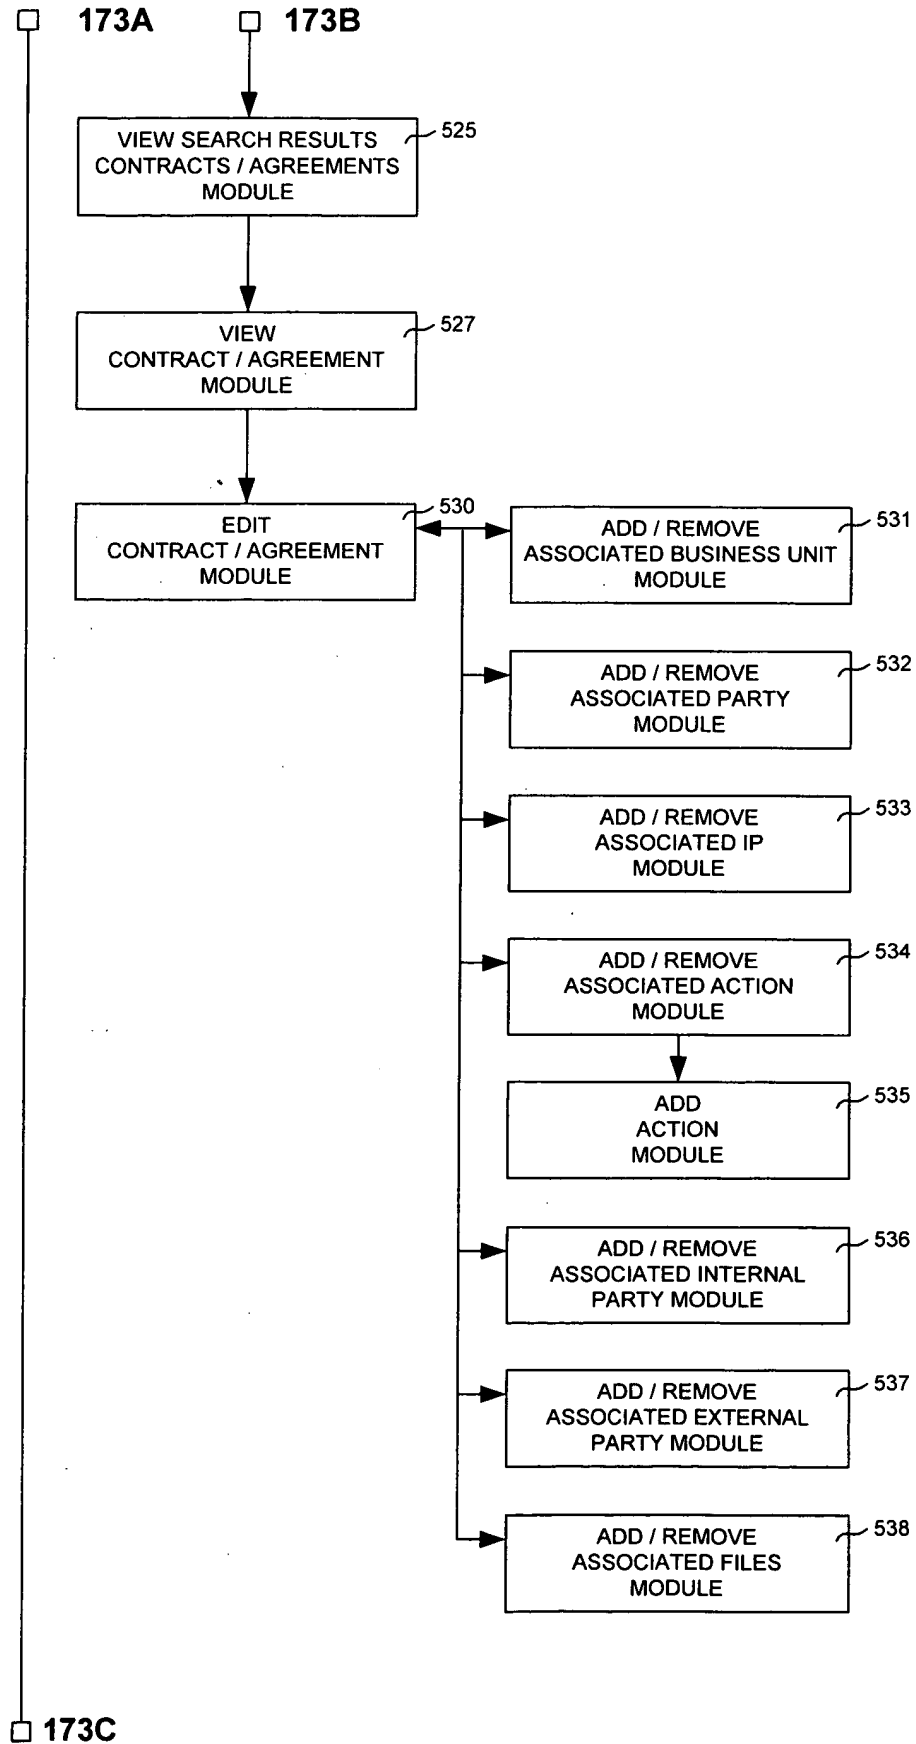 173A
173B
525
VIEW SEARCH RESULTS
CONTRACTS / AGREEMENTS
MODULE
527
VIEW
CONTRACT / AGREEMENT
MODULE
530
EDIT
CONTRACT / AGREEMENT
MODULE
531
ADD / REMOVE
ASSOCIATED BUSINESS UNIT
MODULE
532
ADD / REMOVE
ASSOCIATED PARTY
MODULE
533
ADD / REMOVE
ASSOCIATED IP
MODULE
534
ADD / REMOVE
ASSOCIATED ACTION
MODULE
535
ADD
ACTION
MODULE
536
ADD / REMOVE
ASSOCIATED INTERNAL
PARTY MODULE
537
ADD / REMOVE
ASSOCIATED EXTERNAL
PARTY MODULE
538
ADD / REMOVE
ASSOCIATED FILES
MODULE
173C